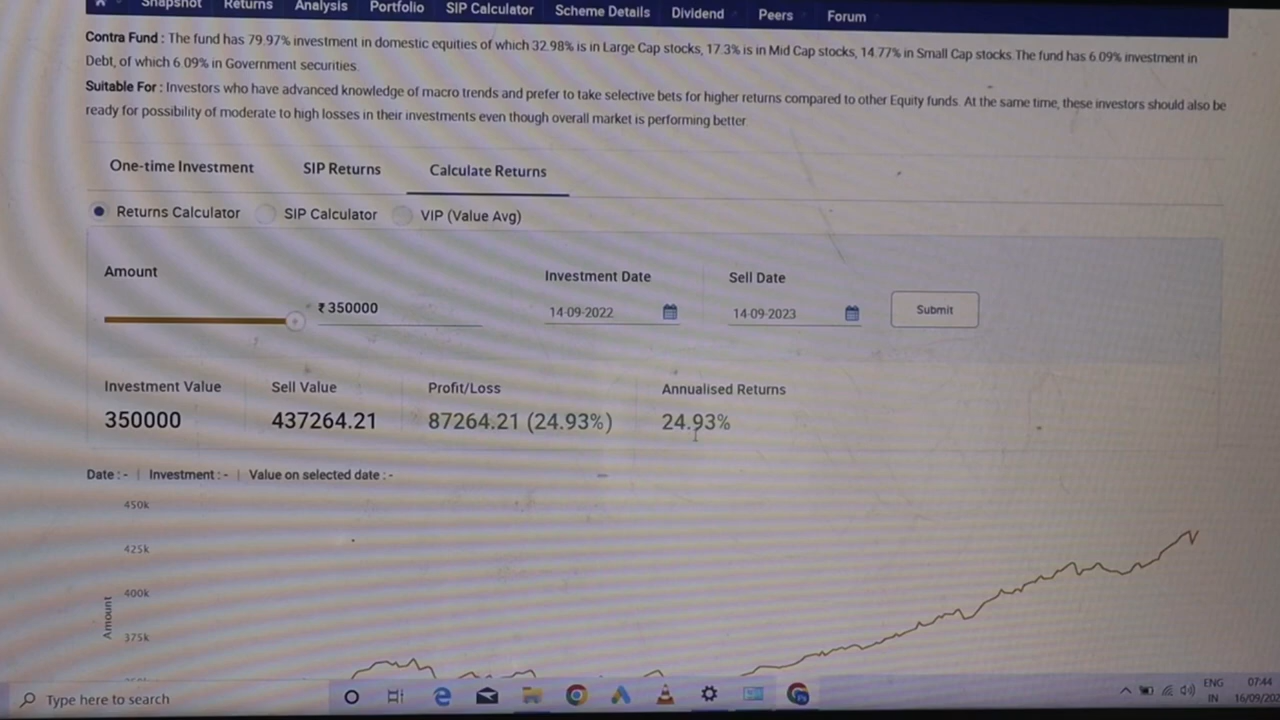 Snapshot Returns Analysis Portfolio SIP Calculator Scheme Details Dividend Peers Forum
Contra Fund : The fund has 79.97% investment in domestic equities of which 32.98% is in Large Cap stocks, 17.3% is in Mid Cap stocks, 14.77% in Small Cap stocks. The fund has 6.09% investment in
Debt, of which 6.09% in Government securities.
Suitable For : Investors who have advanced knowledge of macro trends and prefer to take selective bets for higher returns compared to other Equity funds. At the same time, these investors should also be
ready for possibility of moderate to high losses in their investments even though overall market is performing better.
One-time Investment SIP Returns Calculate Returns
Returns Calculator SIP Calculator VIP (Value Avg)
Amount Investment Date Sell Date
₹ 350000 14-09-2022 14-09-2023 Submit
Investment Value Sell Value Profit/Loss Annualised Returns
350000 437264.21 87264.21 (24.93%) 24.93%
Date : - | Investment : - | Value on selected date : -
450k
425k
400k
Amount
375k
Type here to search
ENG 07:44
IN 16/09/202